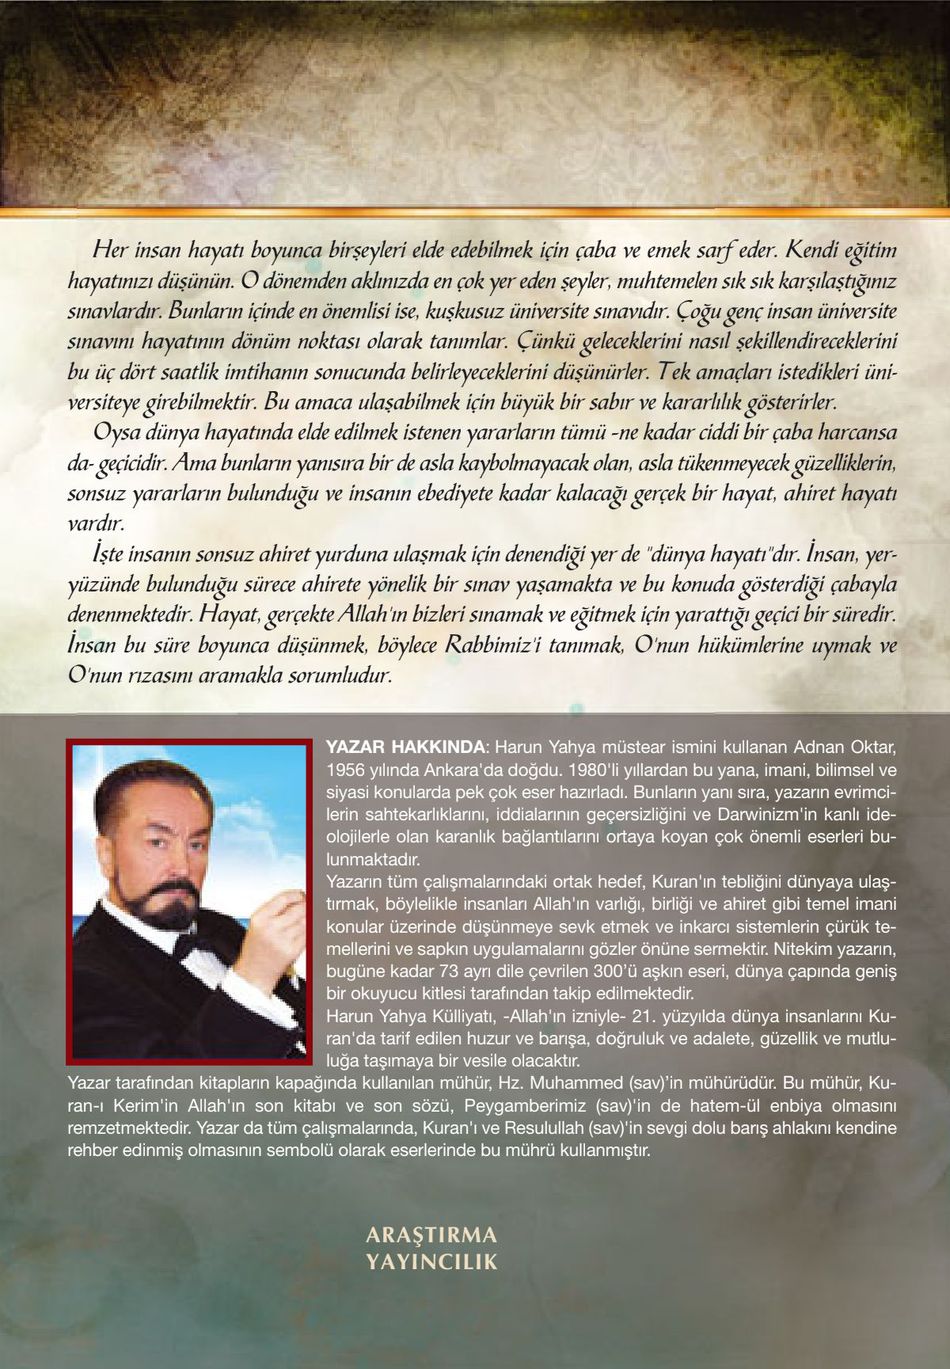 Her insan hayatı boyunca birşeyleri elde edebilmek için çaba ve emek sarf eder. Kendi eğitim
hayatınızı düşünün. O dönemden aklınızda en çok yer eden şeyler, muhtemelen sık sık karşılaştığınız
sınavlardır. Bunların içinde en önemlisi ise, kuşkusuz üniversite sınavıdır. Çoğu genç insan üniversite
sınavını hayatının dönüm noktası olarak tanımlar. Çünkü geleceklerini nasıl şekillendireceklerini
bu üç dört saatlik imtihanın sonucunda belirleyeceklerini düşünürler. Tek amaçları istedikleri üni-
versiteye girebilmektir. Bu amaca ulaşabilmek için büyük bir sabır ve kararlılık gösterirler.
Oysa dünya hayatında elde edilmek istenen yararların tümü -ne kadar ciddi bir çaba harcansa
da- geçicidir. Ama bunların yanısıra bir de asla kaybolmayacak olan, asla tükenmeyecek güzelliklerin,
sonsuz yararların bulunduğu ve insanın ebediyete kadar kalacağı gerçek bir hayat, ahiret hayatı
vardır.
İşte insanın sonsuz ahiret yurduna ulaşmak için denendiği yer de "dünya hayatı"dır. İnsan, yer-
yüzünde bulunduğu sürece ahirete yönelik bir sınav yaşamakta ve bu konuda gösterdiği çabayla
denenmektedir. Hayat, gerçekte Allah'ın bizleri sınamak ve eğitmek için yarattığı geçici bir süredir.
İnsan bu süre boyunca düşünmek, böylece Rabbimiz'i tanımak, O'nun hükümlerine uymak ve
O'nun rızasını aramakla sorumludur.
YAZAR HAKKINDA: Harun Yahya müstear ismini kullanan Adnan Oktar,
1956 yılında Ankara'da doğdu. 1980'li yıllardan bu yana, imani, bilimsel ve
siyasi konularda pek çok eser hazırladı. Bunların yanı sıra, yazarın evrimci-
lerin sahtekarlıklarını, iddialarının geçersizliğini ve Darwinizm'in kanlı ide-
olojilerle olan karanlık bağlantılarını ortaya koyan çok önemli eserleri bu-
lunmaktadır.
Yazarın tüm çalışmalarındaki ortak hedef, Kuran'ın tebliğini dünyaya ulaş-
tırmak, böylelikle insanları Allah'ın varlığı, birliği ve ahiret gibi temel imani
konular üzerinde düşünmeye sevk etmek ve inkarcı sistemlerin çürük te-
mellerini ve sapkın uygulamalarını gözler önüne sermektir. Nitekim yazarın,
bugüne kadar 73 ayrı dile çevrilen 300'ü aşkın eseri, dünya çapında geniş
bir okuyucu kitlesi tarafından takip edilmektedir.
Harun Yahya Külliyatı, -Allah'ın izniyle- 21. yüzyılda dünya insanlarını Ku-
ran'da tarif edilen huzur ve barışa, doğruluk ve adalete, güzellik ve mutlu-
luğa taşımaya bir vesile olacaktır.
Yazar tarafından kitapların kapağında kullanılan mühür, Hz. Muhammed (sav)'in mühürüdür. Bu mühür, Ku-
ran-ı Kerim'in Allah'ın son kitabı ve son sözü, Peygamberimiz (sav)'in de hatem-ül enbiya olmasını
remzetmektedir. Yazar da tüm çalışmalarında, Kuran'ı ve Resulullah (sav)'in sevgi dolu barış ahlakını kendine
rehber edinmiş olmasının sembolü olarak eserlerinde bu mührü kullanmıştır.
ARAŞTIRMA
YAYINCILIK